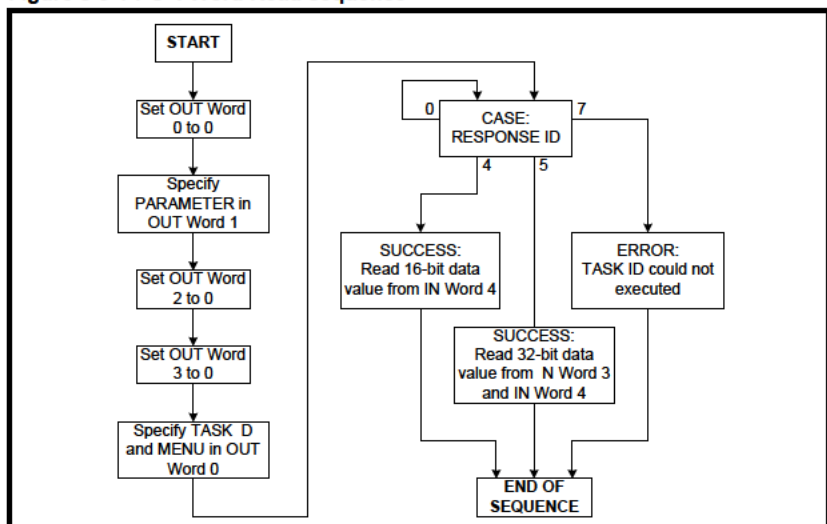 START
Set OUT Word
0 to 0
Specify
PARAMETER in
OUT Word 1
Set OUT Word
2 to 0
Set OUT Word
3 to 0
Specify TASK D
and MENU in OUT
Word 0
0
CASE:
RESPONSE ID
7
4
5
SUCCESS:
Read 16-bit data
value from IN Word 4
SUCCESS:
Read 32-bit data
value from N Word 3
and IN Word 4
ERROR:
TASK ID could not
executed
END OF
SEQUENCE